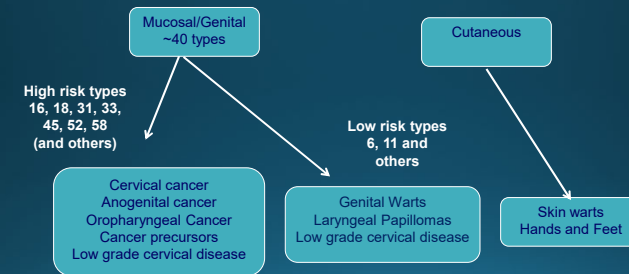 Mucosal/Genital
~40 types
Cutaneous
High risk types
16, 18, 31, 33,
45, 52, 58
(and others)
Low risk types
6, 11 and
others
Cervical cancer
Anogenital cancer
Oropharyngeal Cancer
Cancer precursors
Low grade cervical disease
Genital Warts
Laryngeal Papillomas
Low grade cervical disease
Skin warts
Hands and Feet